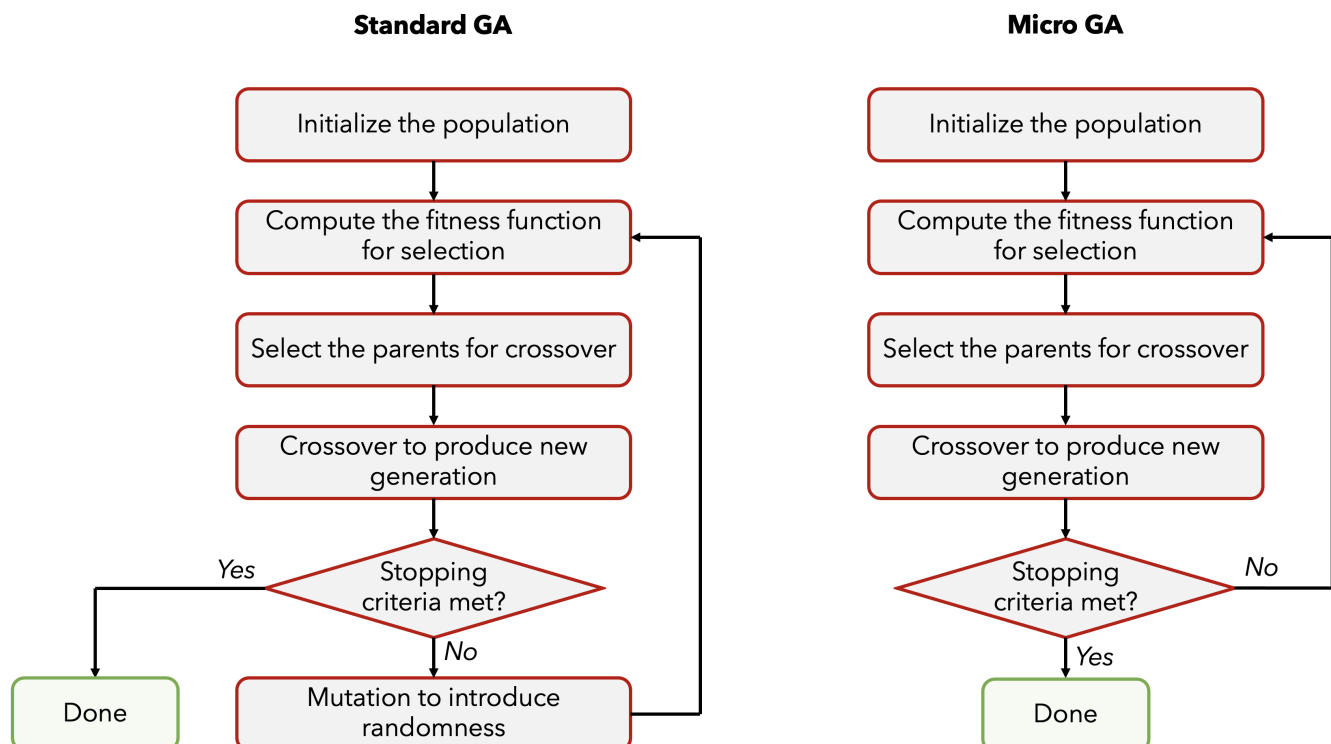 Standard GA
Initialize the population
Compute the fitness function
for selection
Select the parents for crossover
Crossover to produce new
generation
Stopping
criteria met?
Yes
No
Done
Mutation to introduce
randomness
Micro GA
Initialize the population
Compute the fitness function
for selection
Select the parents for crossover
Crossover to produce new
generation
Stopping
criteria met?
No
Yes
Done